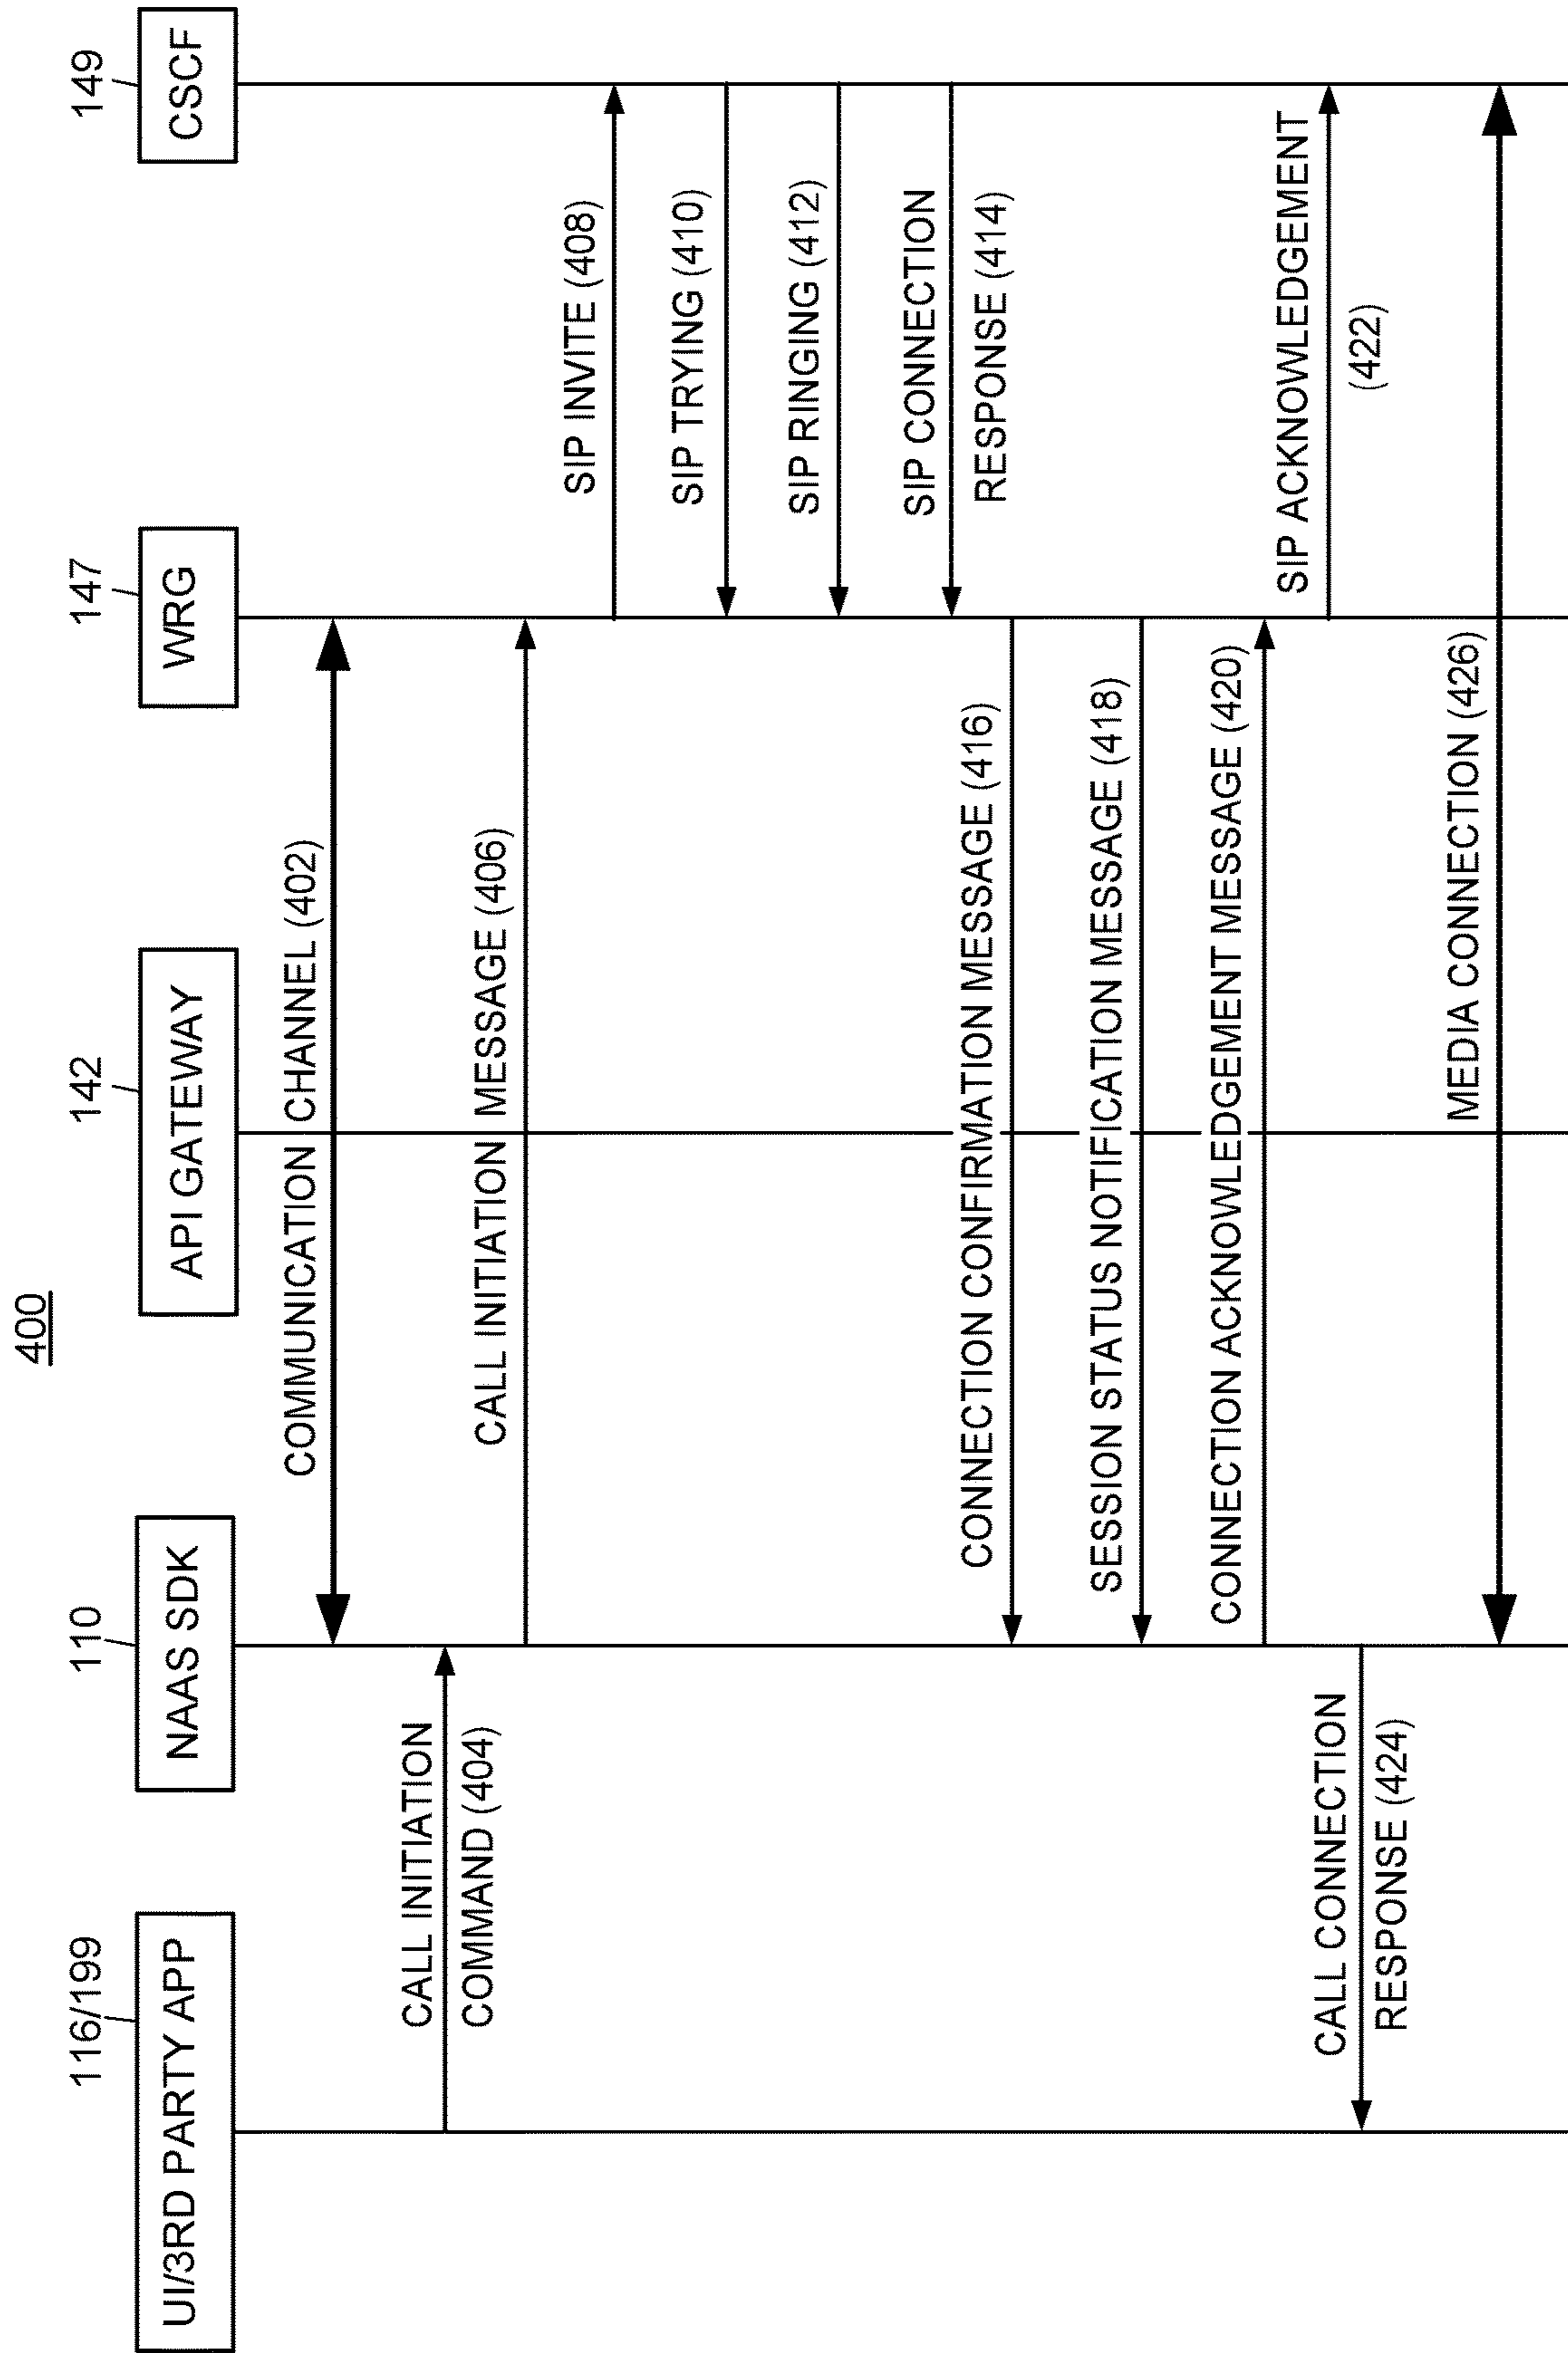 400
116/199
110
142
147
149
UI/3RD PARTY APP
NAAS SDK
API GATEWAY
WRG
CSCF
COMMUNICATION CHANNEL (402)
CALL INITIATION
COMMAND (404)
CALL INITIATION MESSAGE (406)
SIP INVITE (408)
SIP TRYING (410)
SIP RINGING (412)
SIP CONNECTION
RESPONSE (414)
CONNECTION CONFIRMATION MESSAGE (416)
SESSION STATUS NOTIFICATION MESSAGE (418)
CONNECTION ACKNOWLEDGEMENT MESSAGE (420)
SIP ACKNOWLEDGEMENT
(422)
CALL CONNECTION
RESPONSE (424)
MEDIA CONNECTION (426)